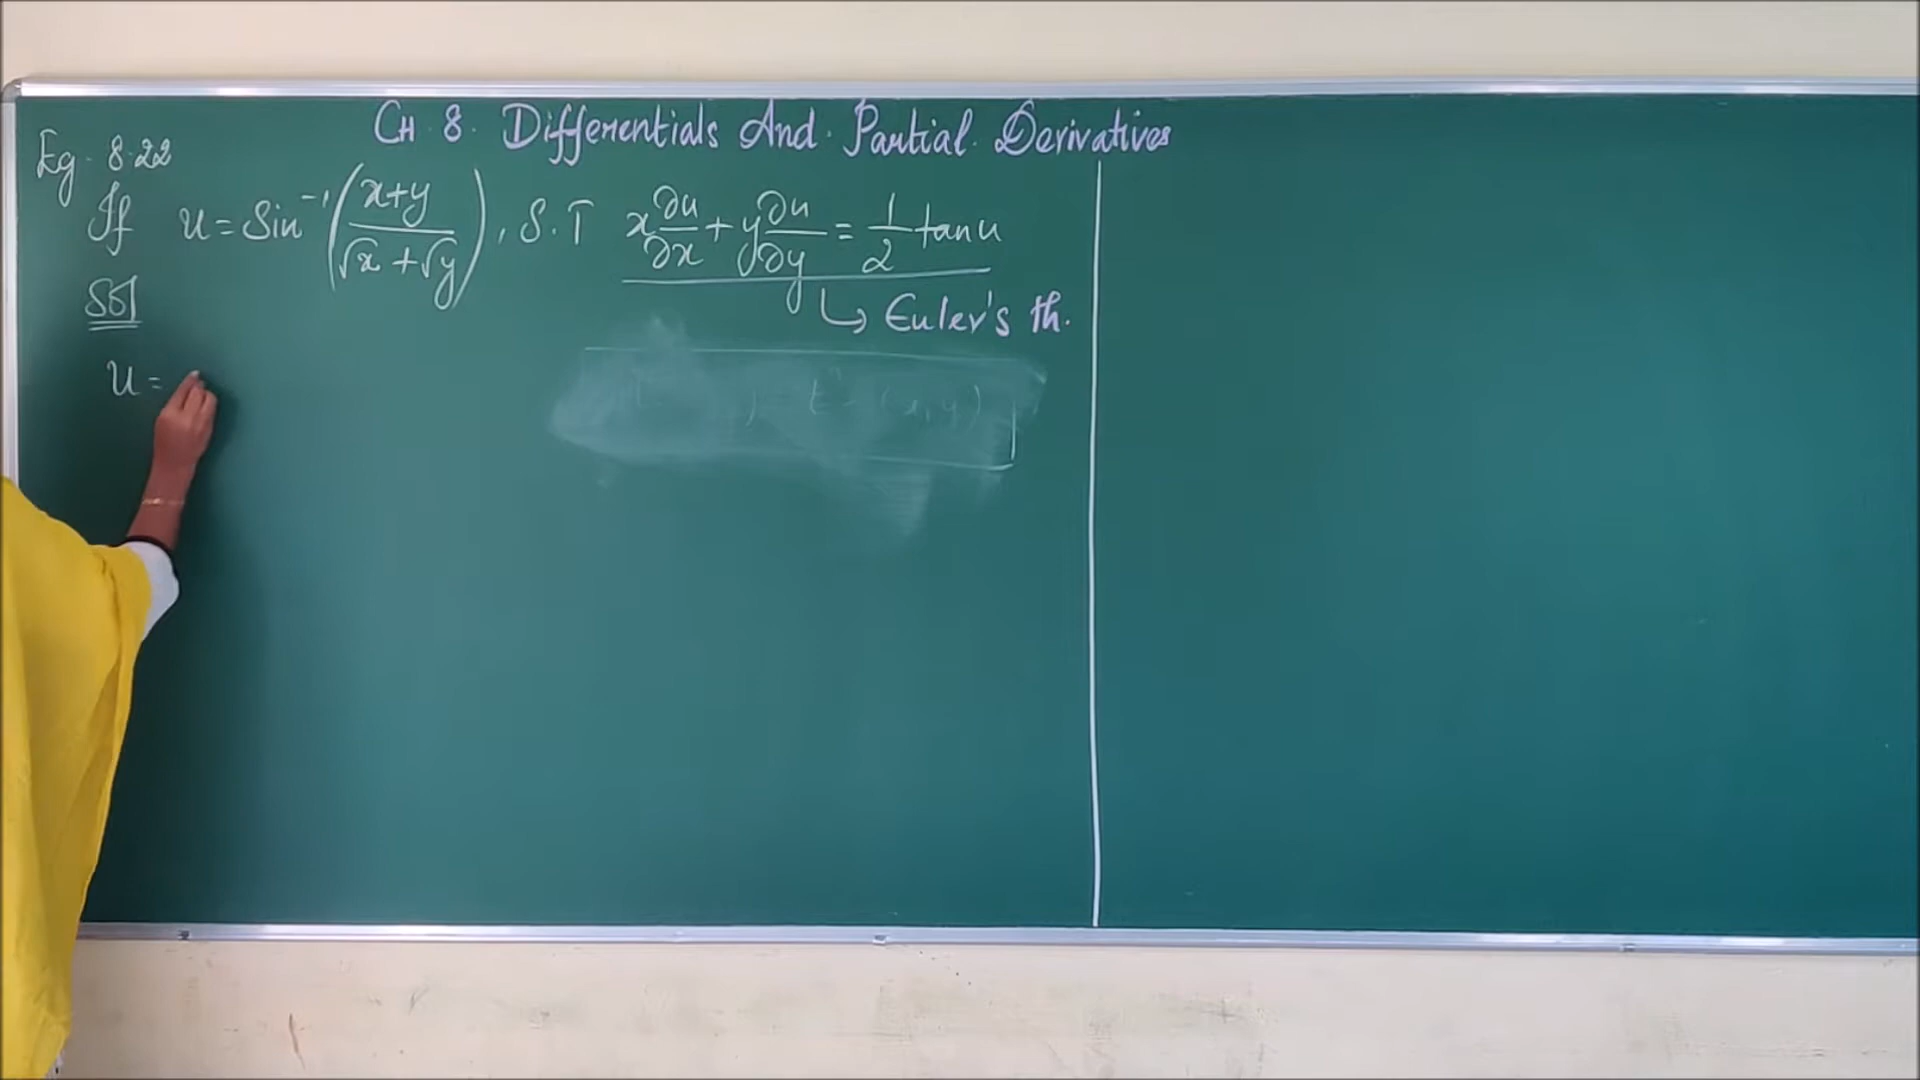 CH 8. Differentials And Partial Derivatives
Eg. 8.22
If u = Sin⁻¹((x+y)/(√x+√y)), S.T x ∂u/∂x + y ∂u/∂y = 1/2 tan u
↳ Euler's th.
Sol
u =